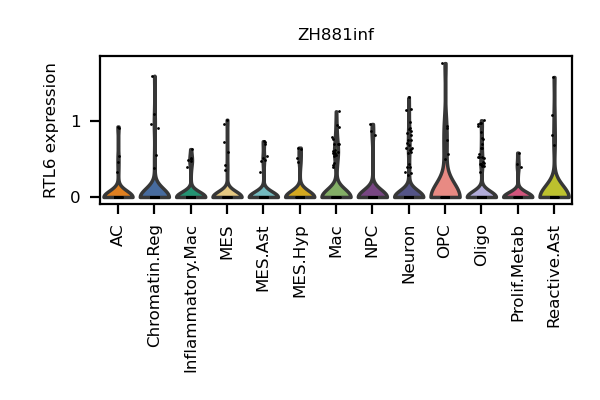 ZH881inf
RTL6 expression
1
0
AC
Chromatin.Reg
Inflammatory.Mac
MES
MES.Ast
MES.Hyp
Mac
NPC
Neuron
OPC
Oligo
Prolif.Metab
Reactive.Ast